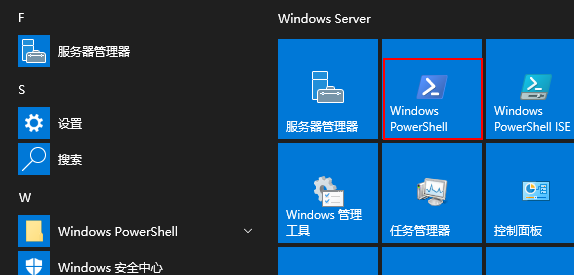 F
服务器管理器
S
设置
搜索
W
Windows PowerShell
Windows 安全中心
Windows Server
服务器管理器
Windows
PowerShell
Windows
PowerShell ISE
Windows 管理
工具
任务管理器
控制面板